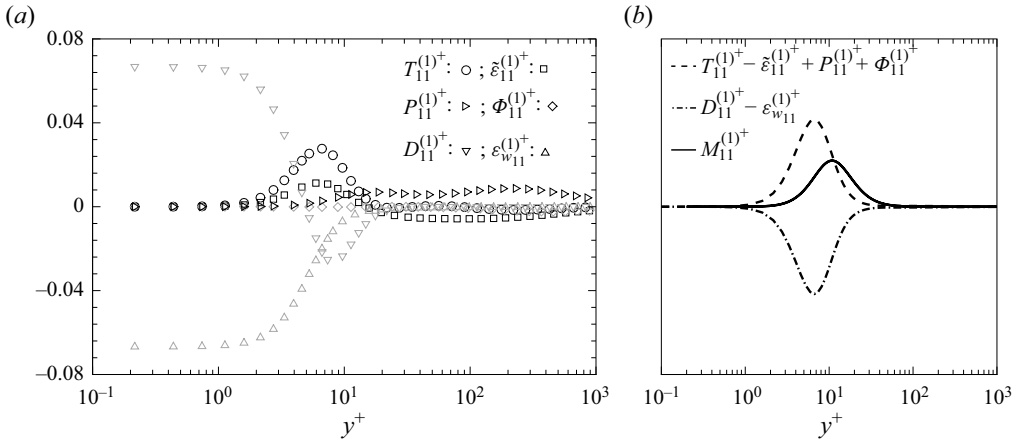 (a)
0.08
0.04
0
–0.04
–0.08
10⁻¹ 10⁰ 10¹ 10² 10³
y⁺
T₁₁⁽¹⁾⁺: ○ ; ε̃₁₁⁽¹⁾⁺: □
P₁₁⁽¹⁾⁺: ▹ ; Φ₁₁⁽¹⁾⁺: ◇
D₁₁⁽¹⁾⁺: ▽ ; ε_w₁₁⁽¹⁾⁺: △
(b)
T₁₁⁽¹⁾⁺ – ε̃₁₁⁽¹⁾⁺ + P₁₁⁽¹⁾⁺ + Φ₁₁⁽¹⁾⁺
D₁₁⁽¹⁾⁺ – ε_w₁₁⁽¹⁾⁺
M₁₁⁽¹⁾⁺
10⁻¹ 10⁰ 10¹ 10² 10³
y⁺